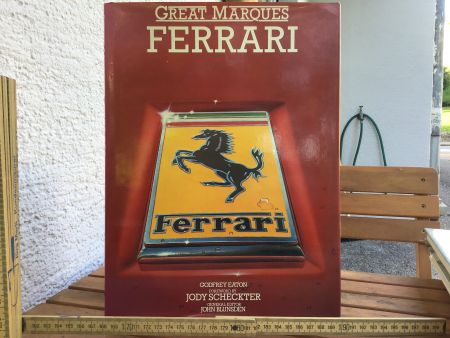 GREAT MARQUES
FERRARI
Ferrari
GODFREY EATON
FOREWORD BY
JODY SCHECKTER
GENERAL EDITOR
JOHN BLUNSDEN